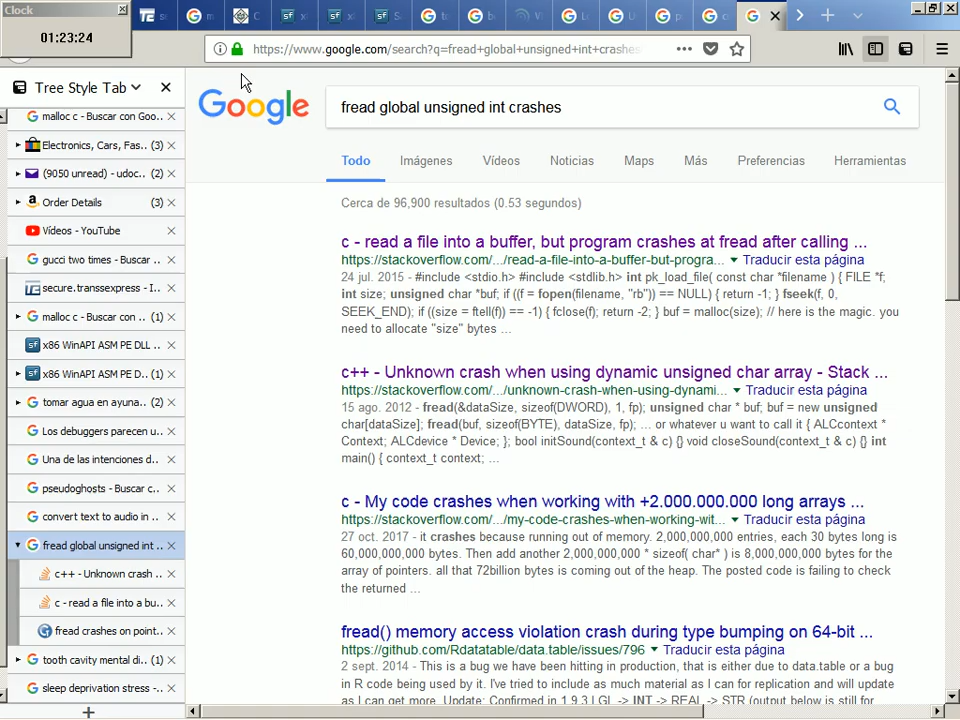 Clock
01:23:24
https://www.google.com/search?q=fread+global+unsigned+int+crashes
Tree Style Tab
malloc c - Buscar con Goo...
Electronics, Cars, Fas... (3)
(9050 unread) - udoc... (2)
Order Details (3)
Vídeos - YouTube
gucci two times - Buscar ...
secure.transsexpress - I...
malloc c - Buscar con ... (1)
x86 WinAPI ASM PE DLL ...
x86 WinAPI ASM PE D... (1)
tomar agua en ayuna... (2)
Los debuggers parecen u...
Una de las intenciones d...
pseudoghosts - Buscar c...
convert text to audio in ...
fread global unsigned int ...
c++ - Unknown crash ...
c - read a file into a bu...
fread crashes on point...
tooth cavity mental di... (1)
sleep deprivation stress - ...
Google
fread global unsigned int crashes
Todo Imágenes Vídeos Noticias Maps Más Preferencias Herramientas
Cerca de 96,900 resultados (0.53 segundos)
c - read a file into a buffer, but program crashes at fread after calling ...
https://stackoverflow.com/.../read-a-file-into-a-buffer-but-progra... Traducir esta página
24 jul. 2015 - #include <stdio.h> #include <stdlib.h> int pk_load_file( const char *filename ) { FILE *f;
int size; unsigned char *buf; if ((f = fopen(filename, "rb")) == NULL) { return -1; } fseek(f, 0,
SEEK_END); if ((size = ftell(f)) == -1) { fclose(f); return -2; } buf = malloc(size); // here is the magic. you
need to allocate "size" bytes ...
c++ - Unknown crash when using dynamic unsigned char array - Stack ...
https://stackoverflow.com/.../unknown-crash-when-using-dynami... Traducir esta página
15 ago. 2012 - fread(&dataSize, sizeof(DWORD), 1, fp); unsigned char * buf; buf = new unsigned
char[dataSize]; fread(buf, sizeof(BYTE), dataSize, fp); ... or whatever u want to call it { ALCcontext *
Context; ALCdevice * Device; }; bool initSound(context_t & c) {} void closeSound(context_t & c) {} int
main() { context_t context; ...
c - My code crashes when working with +2.000.000.000 long arrays ...
https://stackoverflow.com/.../my-code-crashes-when-working-wit... Traducir esta página
27 oct. 2017 - it crashes because running out of memory. 2,000,000,000 entries, each 30 bytes long is
60,000,000,000 bytes. Then add another 2,000,000,000 * sizeof( char* ) is 8,000,000,000 bytes for the
array of pointers. all that 72billion bytes is coming out of the heap. The posted code is failing to check
the returned ...
fread() memory access violation crash during type bumping on 64-bit ...
https://github.com/Rdatatable/data.table/issues/796 Traducir esta página
2 sept. 2014 - This is a bug we have been hitting in production, that is either due to data.table or a bug
in R code being used by it. I've tried to include as much material as I can for replication and will update
as I can get more. Update: Confirmed in 1.9.3 LGL -> INT -> REAL -> STR (output below is still for